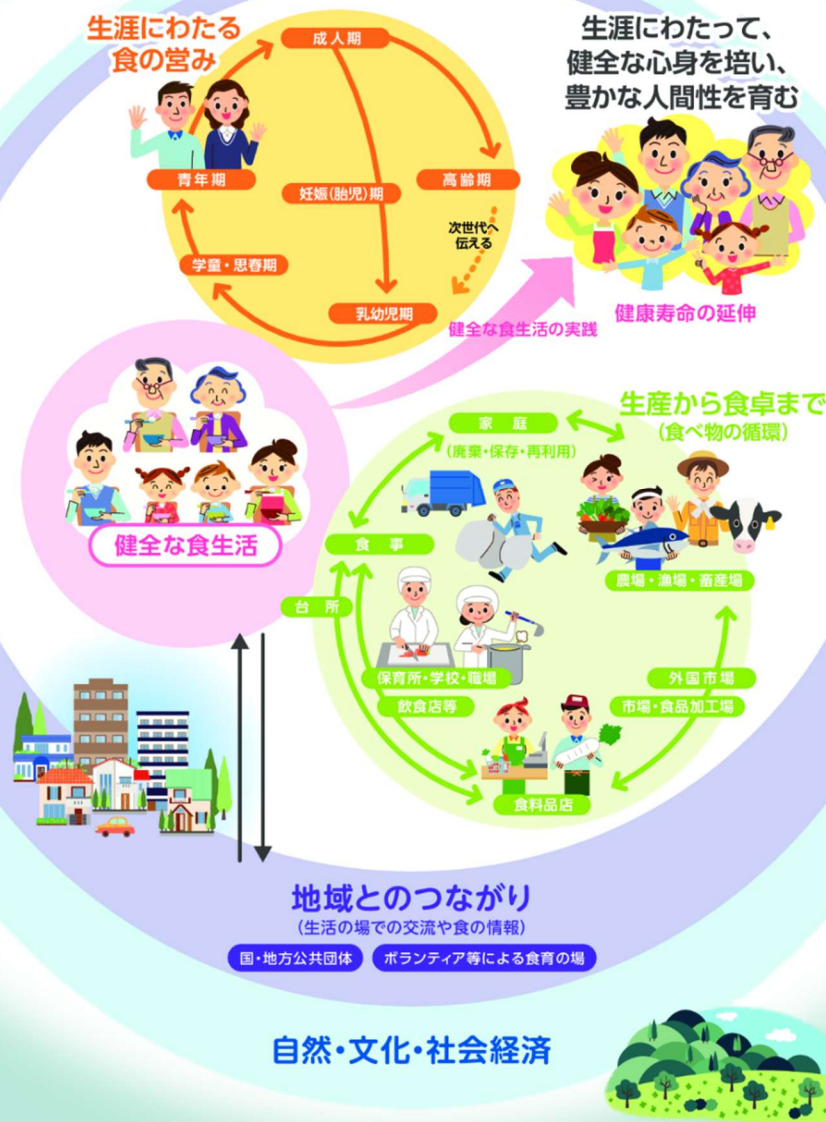 生涯にわたる
食の営み
成人期
青年期
妊娠(胎児)期
高齢期
次世代へ
伝える
学童・思春期
乳幼児期
生涯にわたって、
健全な心身を培い、
豊かな人間性を育む
健康寿命の延伸
健全な食生活の実践
健全な食生活
生産から食卓まで
(食べ物の循環)
家庭
(廃棄・保存・再利用)
食事
農場・漁場・畜産場
台所
保育所・学校・職場
飲食店等
外国市場
市場・食品加工場
食料品店
地域とのつながり
(生活の場での交流や食の情報)
国・地方公共団体
ボランティア等による食育の場
自然・文化・社会経済